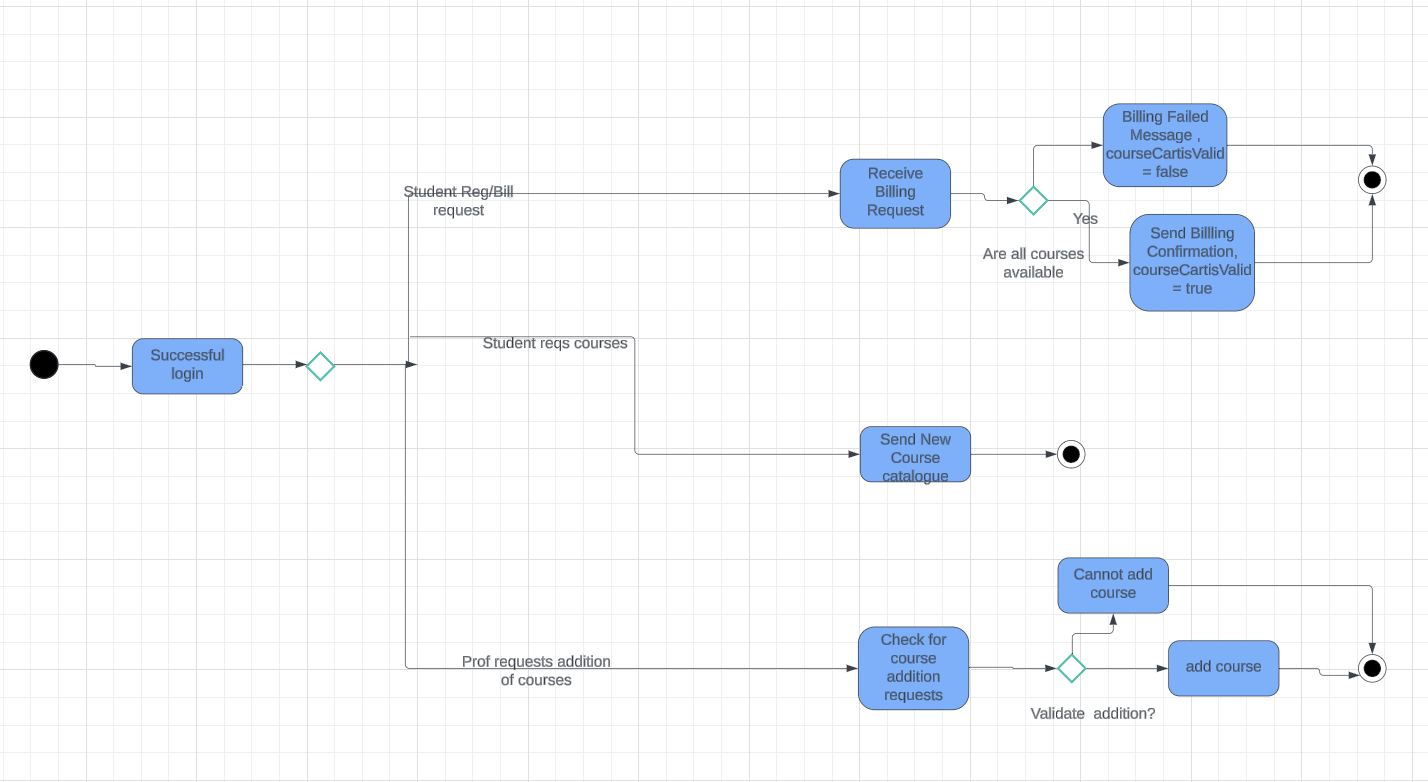 Billing Failed
Message ,
courseCartisValid
= false
Student Reg/Bill
request
Receive
Billing
Request
Yes
Send Billling
Confirmation,
courseCartisValid
= true
Are all courses
available
Successful
login
Student reqs courses
Send New
Course
catalogue
Cannot add
course
Prof requests addition
of courses
Check for
course
addition
requests
add course
Validate  addition?